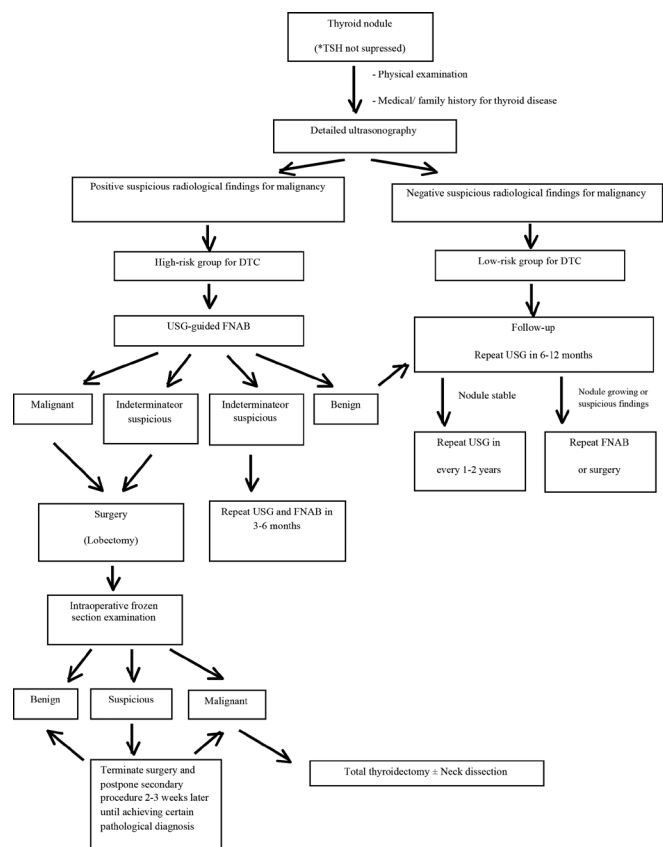 Thyroid nodule
(*TSH not supressed)
- Physical examination
- Medical/ family history for thyroid disease
Detailed ultrasonography
Positive suspicious radiological findings for malignancy
Negative suspicious radiological findings for malignancy
High-risk group for DTC
Low-risk group for DTC
USG-guided FNAB
Follow-up
Repeat USG in 6-12 months
Malignant
Indeterminateor
suspicious
Indeterminateor
suspicious
Benign
Nodule stable
Nodule growing or
suspicious findings
Repeat USG in
every 1-2 years
Repeat FNAB
or surgery
Surgery
(Lobectomy)
Repeat USG and FNAB in
3-6 months
Intraoperative frozen
section examination
Benign
Suspicious
Malignant
Terminate surgery and
postpone secondary
procedure 2-3 weeks later
until achieving certain
pathological diagnosis
Total thyroidectomy ± Neck dissection